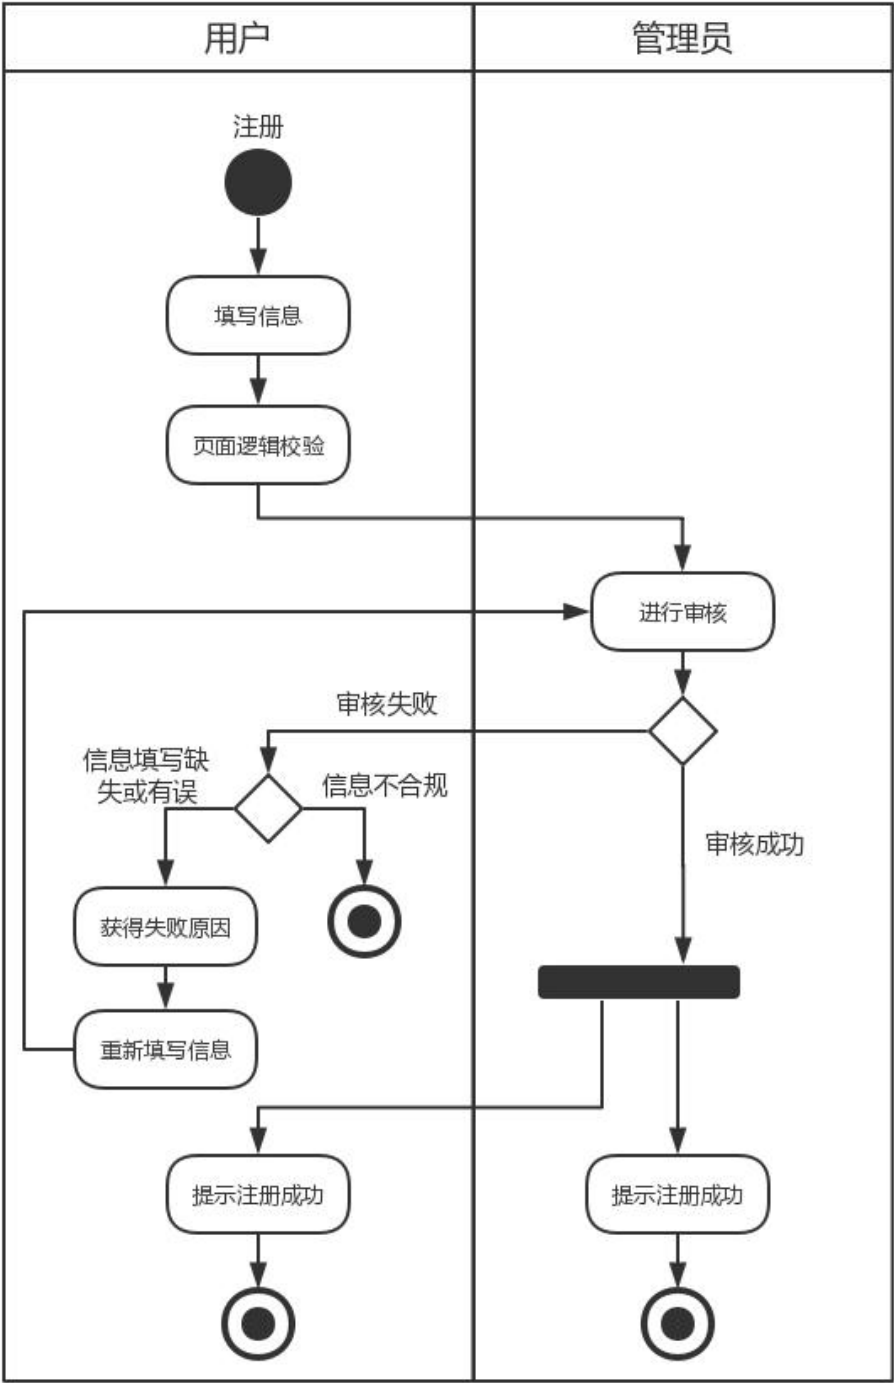 用户
管理员
注册
填写信息
页面逻辑校验
进行审核
审核失败
信息填写缺
失或有误
信息不合规
审核成功
获得失败原因
重新填写信息
提示注册成功
提示注册成功